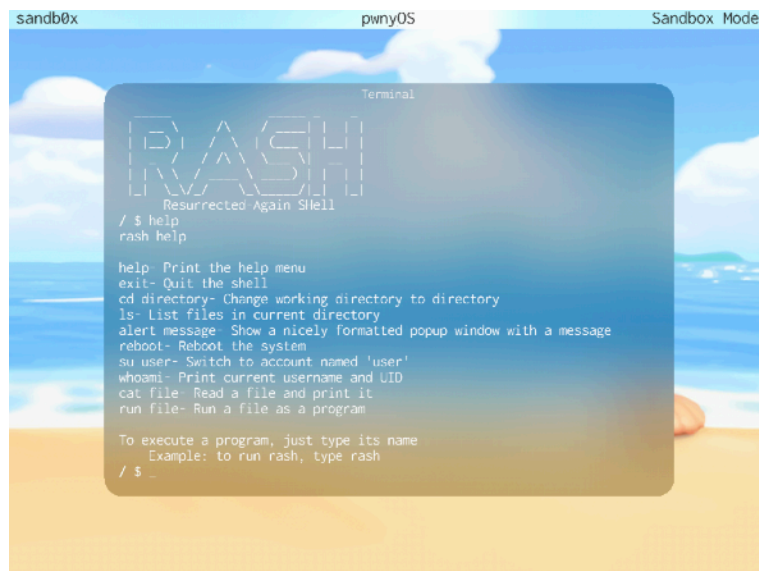 sandb0x pwnyOS Sandbox Mode
Terminal
RASH
Resurrected Again SHell
/ $ help
rash help
help- Print the help menu
exit- Quit the shell
cd directory- Change working directory to directory
ls- List files in current directory
alert message- Show a nicely formatted popup window with a message
reboot- Reboot the system
su user- Switch to account named 'user'
whoami- Print current username and UID
cat file- Read a file and print it
run file- Run a file as a program
To execute a program, just type its name
Example: to run rash, type rash
/ $ _